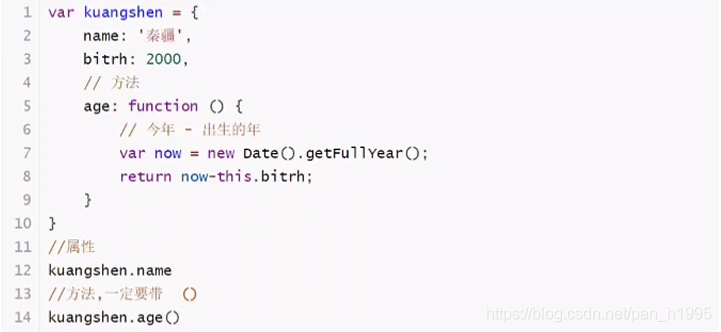 1 var kuangshen = {
2     name: '秦疆',
3     bitrh: 2000,
4     // 方法
5     age: function () {
6         // 今年 - 出生的年
7         var now = new Date().getFullYear();
8         return now-this.bitrh;
9     }
10 }
11 //属性
12 kuangshen.name
13 //方法,一定要带  ()
14 kuangshen.age()
https://blog.csdn.net/pan_h1995